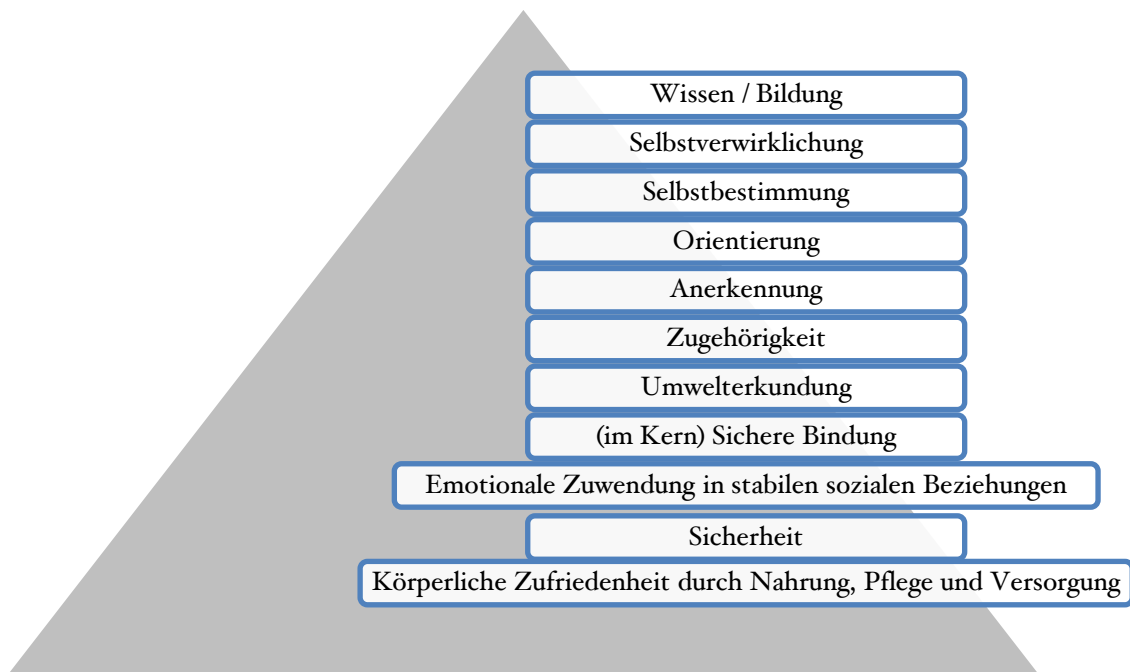 Wissen / Bildung
Selbstverwirklichung
Selbstbestimmung
Orientierung
Anerkennung
Zugehörigkeit
Umwelterkundung
(im Kern) Sichere Bindung
Emotionale Zuwendung in stabilen sozialen Beziehungen
Sicherheit
Körperliche Zufriedenheit durch Nahrung, Pflege und Versorgung